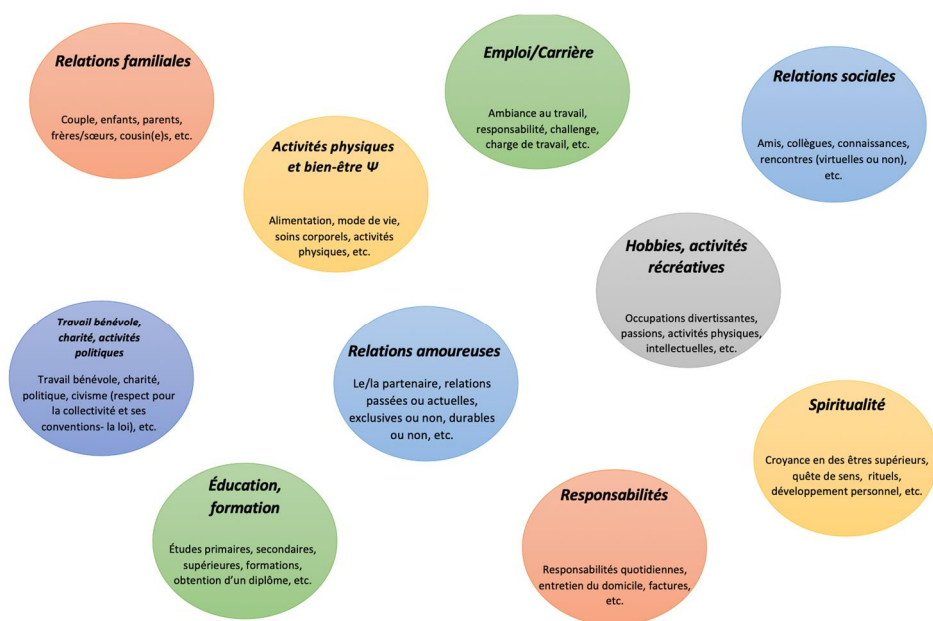 Relations familiales
Couple, enfants, parents,
frères/sœurs, cousin(e)s, etc.
Emploi/Carrière
Ambiance au travail,
responsabilité, challenge,
charge de travail, etc.
Relations sociales
Amis, collègues, connaissances,
rencontres (virtuelles ou non),
etc.
Activités physiques
et bien-être Ψ
Alimentation, mode de vie,
soins corporels, activités
physiques, etc.
Hobbies, activités
récréatives
Occupations divertissantes,
passions, activités physiques,
intellectuelles, etc.
Travail bénévole,
charité, activités
politiques
Travail bénévole, charité,
politique, civisme (respect pour
la collectivité et ses
conventions- la loi), etc.
Relations amoureuses
Le/la partenaire, relations
passées ou actuelles,
exclusives ou non, durables
ou non, etc.
Spiritualité
Croyance en des êtres supérieurs,
quête de sens, rituels,
développement personnel, etc.
Éducation,
formation
Études primaires, secondaires,
supérieures, formations,
obtention d'un diplôme, etc.
Responsabilités
Responsabilités quotidiennes,
entretien du domicile, factures,
etc.